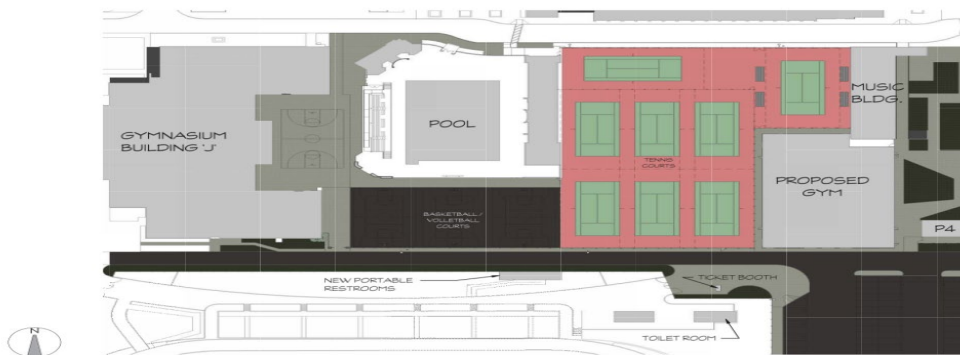 GYMNASIUM
BUILDING 'J'
POOL
TENNIS
COURTS
MUSIC
BLDG.
PROPOSED
GYM
BASKETBALL/
VOLLETBALL
COURTS
P4
NEW PORTABLE
RESTROOMS
TICKET BOOTH
TOILET ROOM
N